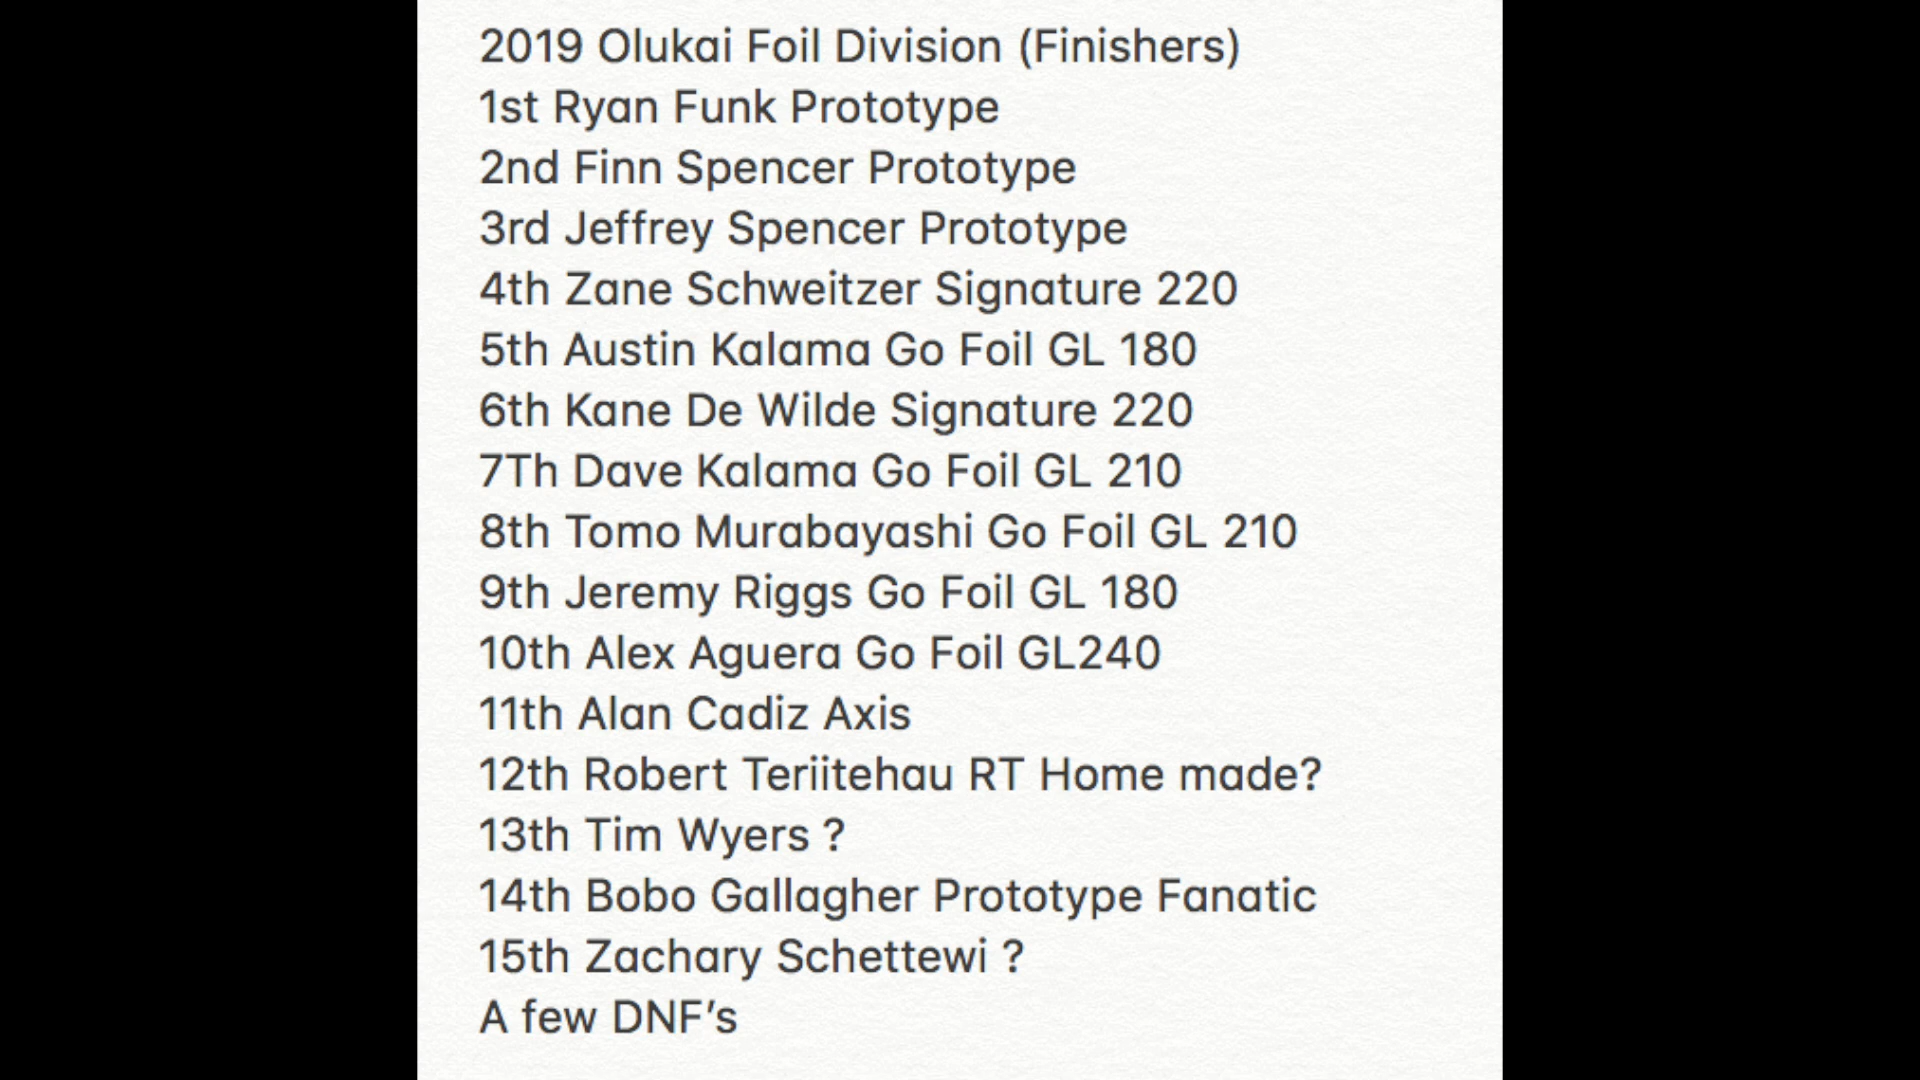 2019 Olukai Foil Division (Finishers)
1st Ryan Funk Prototype
2nd Finn Spencer Prototype
3rd Jeffrey Spencer Prototype
4th Zane Schweitzer Signature 220
5th Austin Kalama Go Foil GL 180
6th Kane De Wilde Signature 220
7Th Dave Kalama Go Foil GL 210
8th Tomo Murabayashi Go Foil GL 210
9th Jeremy Riggs Go Foil GL 180
10th Alex Aguera Go Foil GL240
11th Alan Cadiz Axis
12th Robert Teriitehau RT Home made?
13th Tim Wyers ?
14th Bobo Gallagher Prototype Fanatic
15th Zachary Schettewi ?
A few DNF’s